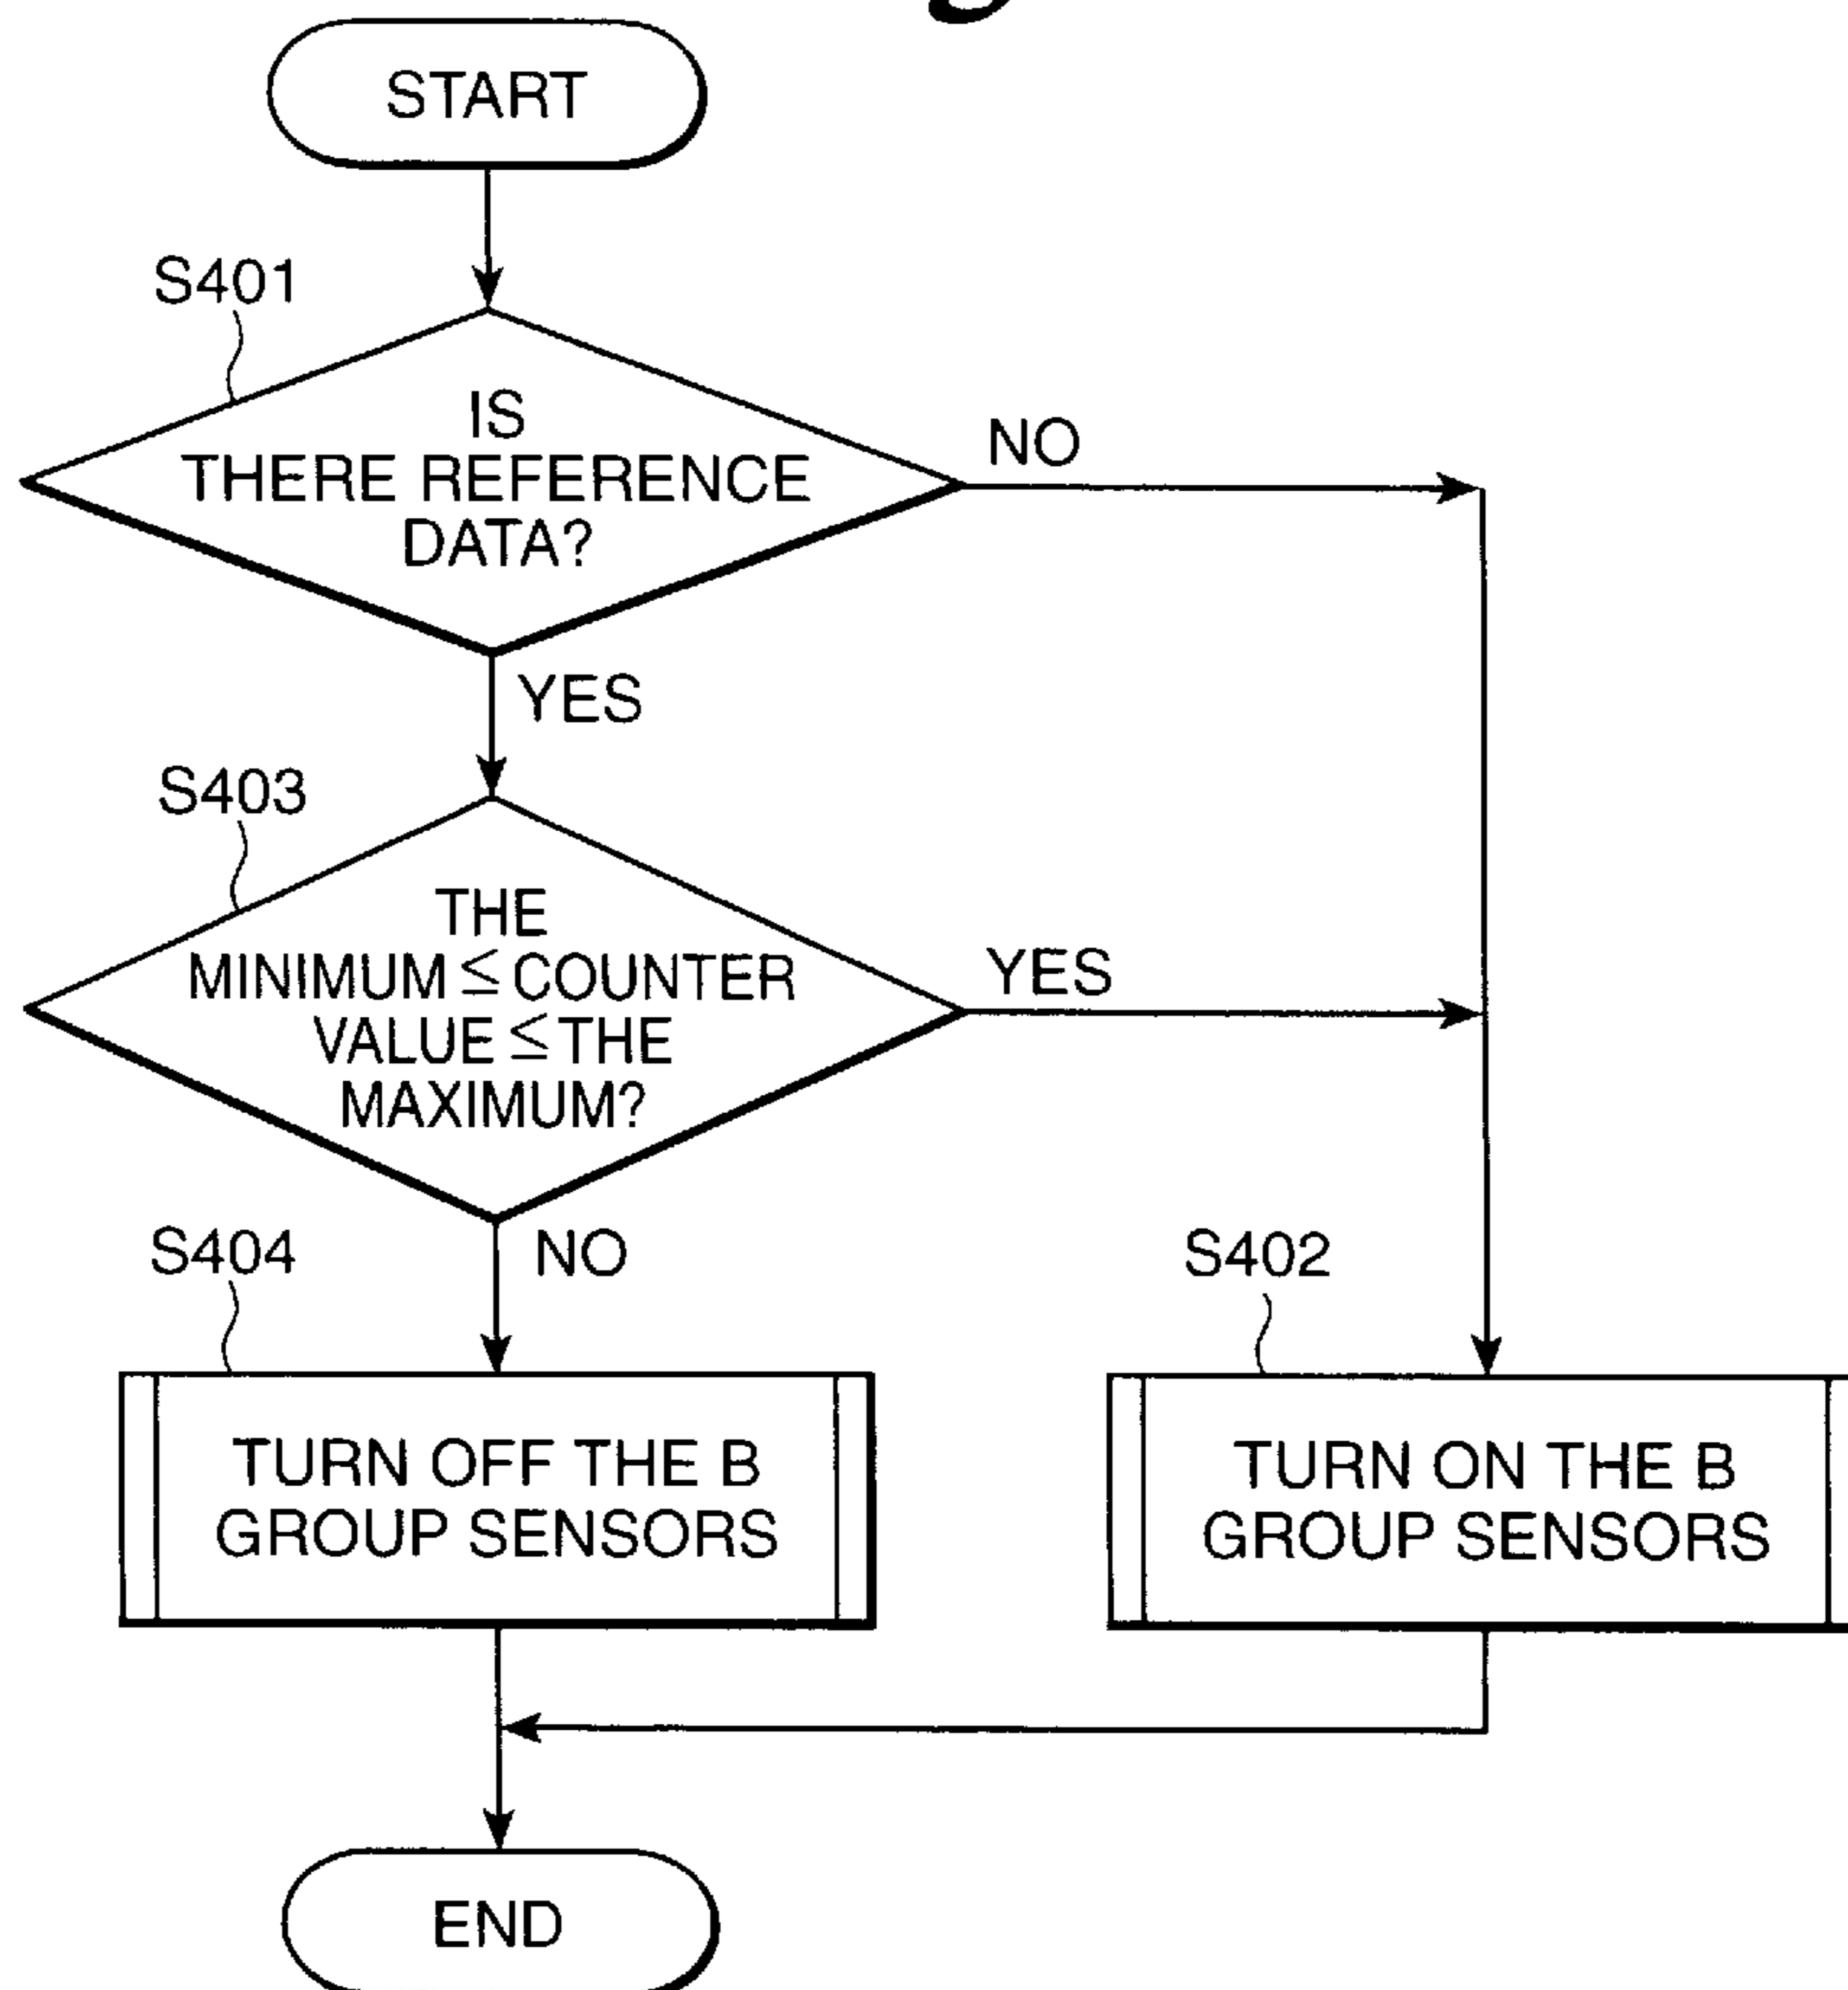 START
S401
IS
THERE REFERENCE
DATA?
NO
YES
S403
THE
MINIMUM ≦ COUNTER
VALUE ≦ THE
MAXIMUM?
YES
NO
S404
S402
TURN OFF THE B
GROUP SENSORS
TURN ON THE B
GROUP SENSORS
END